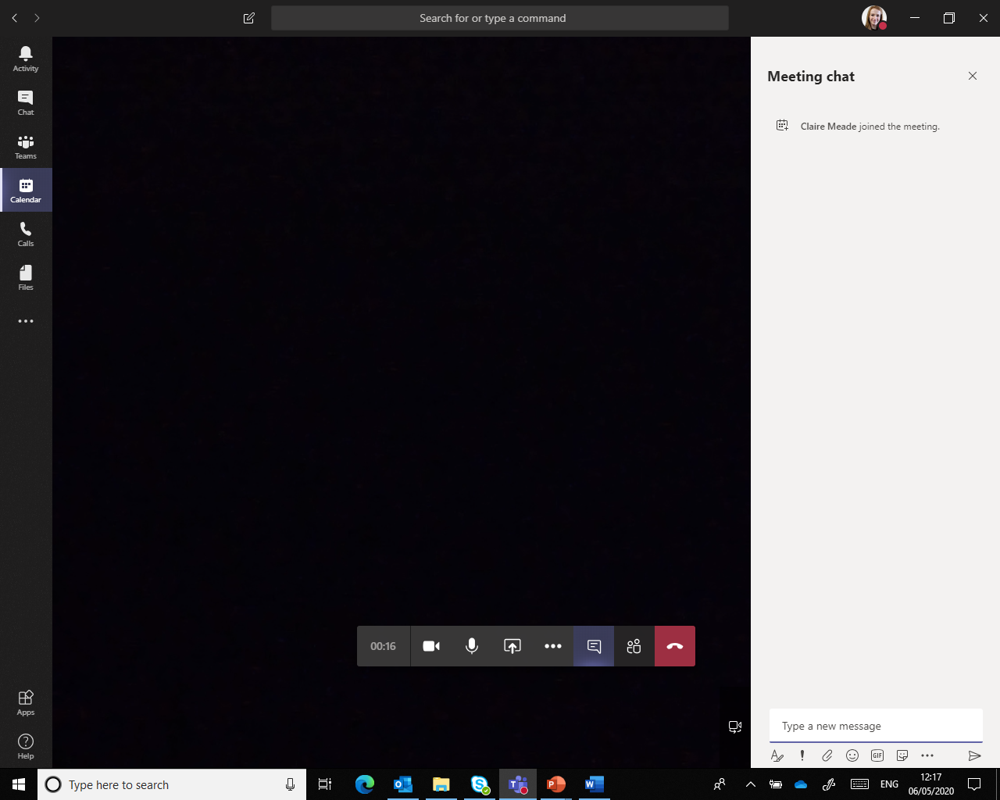 Search for or type a command
Activity
Chat
Teams
Calendar
Calls
Files
Apps
Help
00:16
Meeting chat
Claire Meade joined the meeting.
Type a new message
GIF
Type here to search
ENG
12:17
06/05/2020